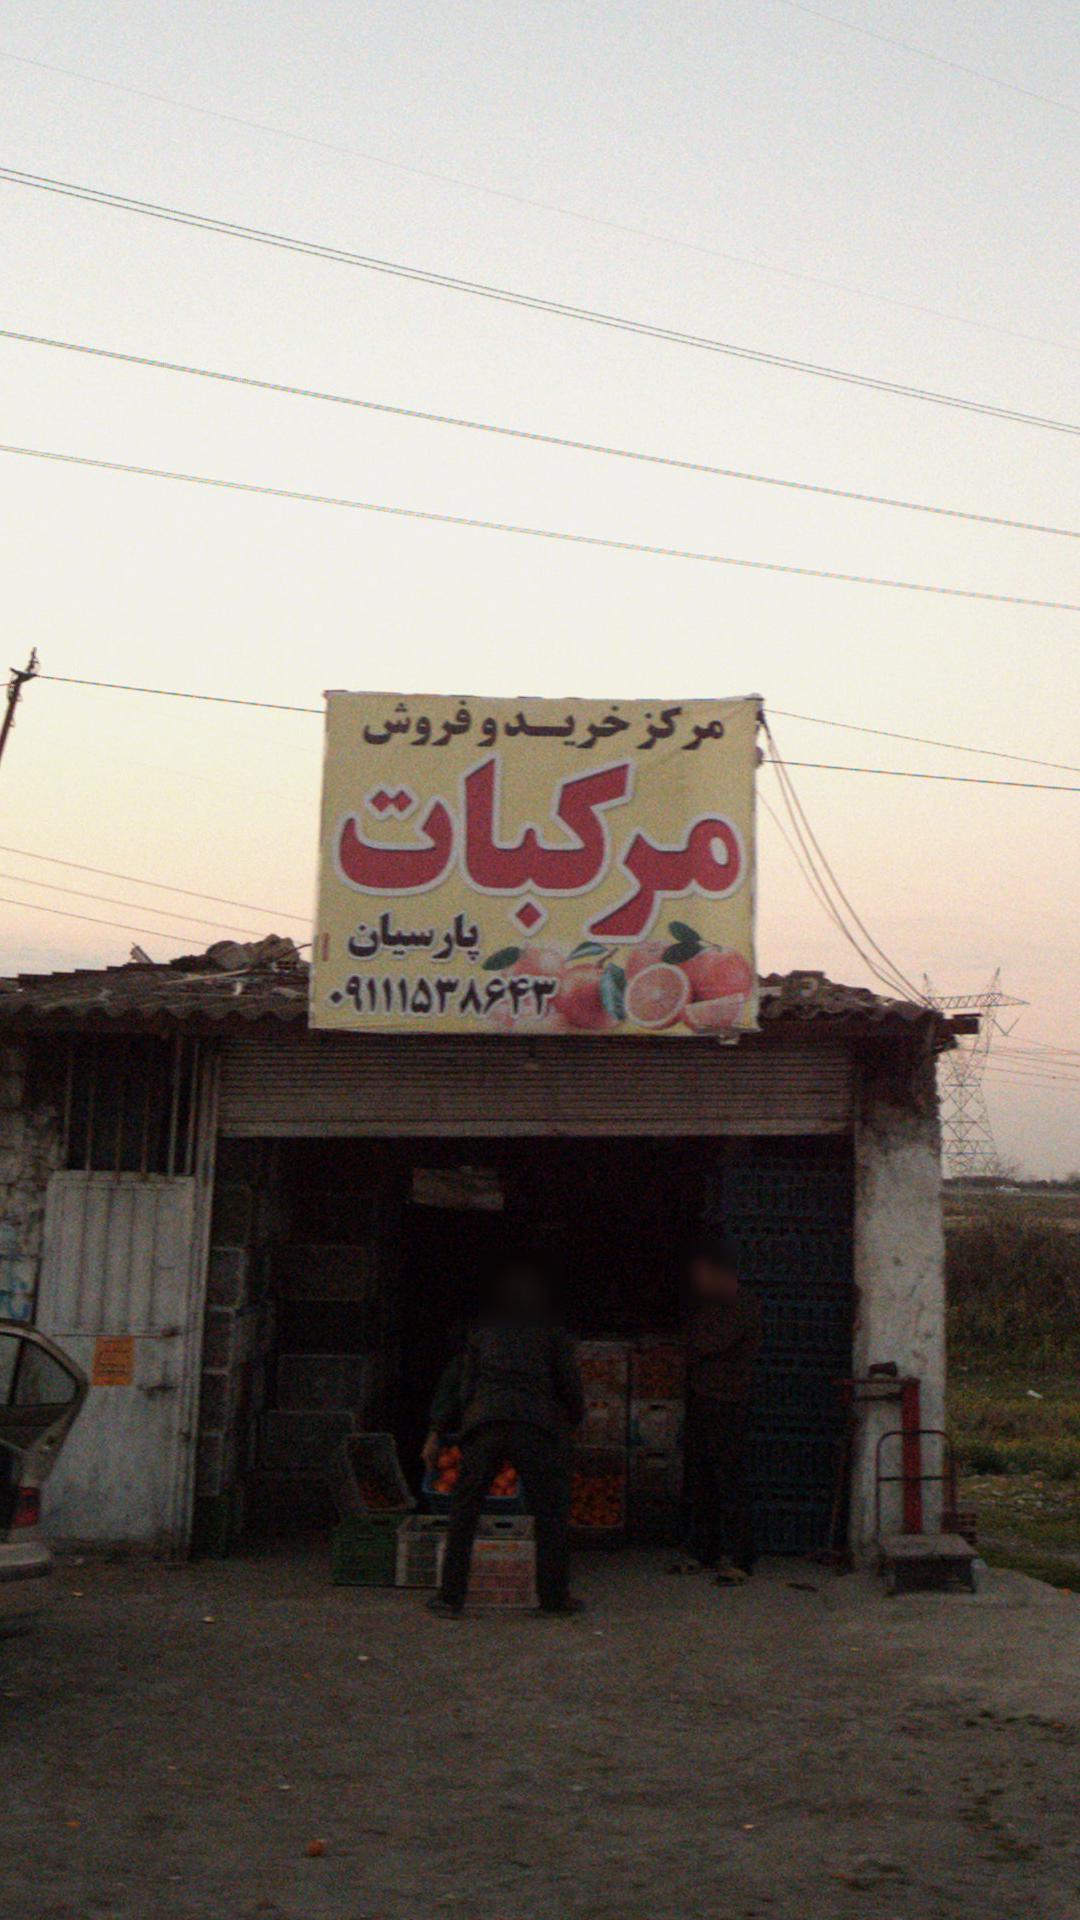 مرکز خرید و فروش
مرکبات
پارسیان
۰۹۱۱۱۵۳۸۶۴۳